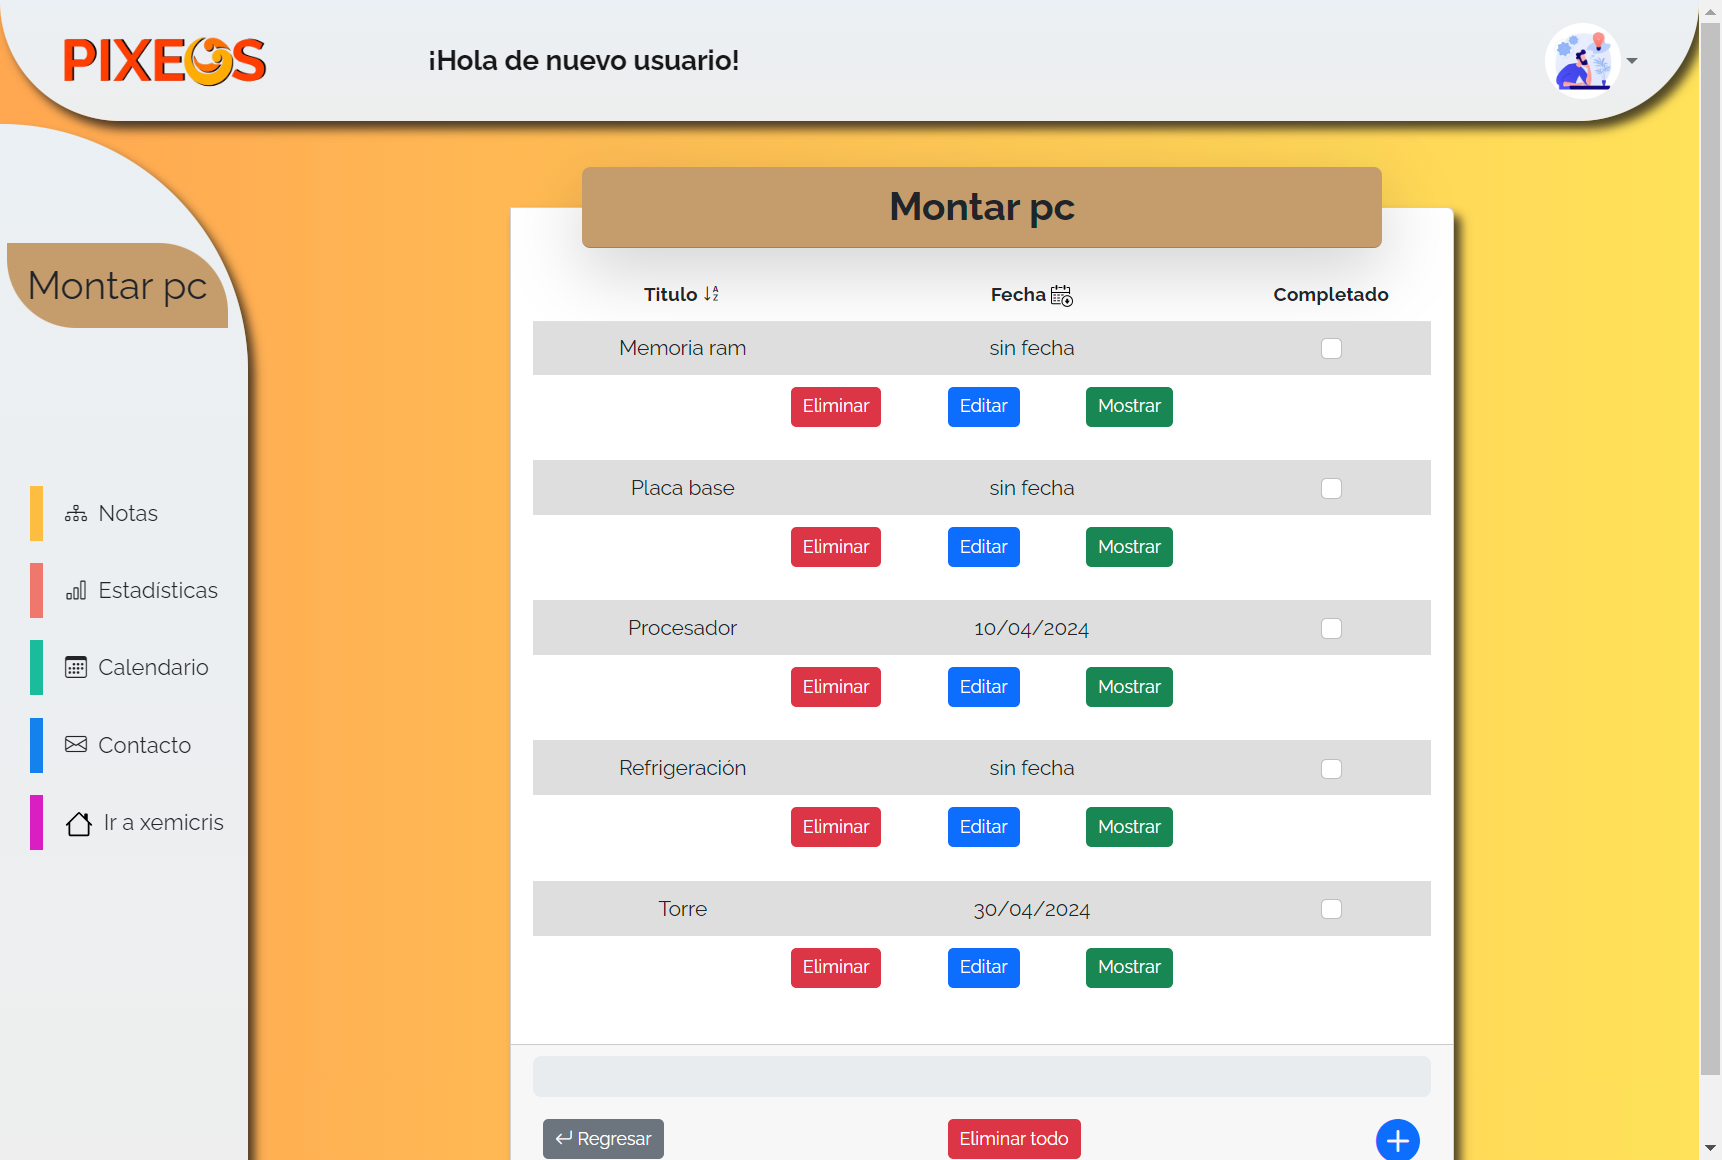 PIXEOS
¡Hola de nuevo usuario!
Montar pc
Montar pc
Notas
Estadísticas
Calendario
Contacto
Ir a xemicris
Titulo Fecha Completado
Memoria ram sin fecha
Eliminar Editar Mostrar
Placa base sin fecha
Eliminar Editar Mostrar
Procesador 10/04/2024
Eliminar Editar Mostrar
Refrigeración sin fecha
Eliminar Editar Mostrar
Torre 30/04/2024
Eliminar Editar Mostrar
Regresar Eliminar todo